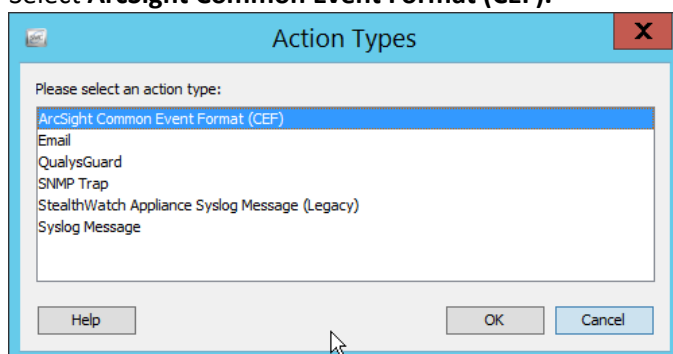 Select ArcSight Common Event Format (CEF).
Action Types
X
Please select an action type:
ArcSight Common Event Format (CEF)
Email
QualysGuard
SNMP Trap
StealthWatch Appliance Syslog Message (Legacy)
Syslog Message
Help OK Cancel